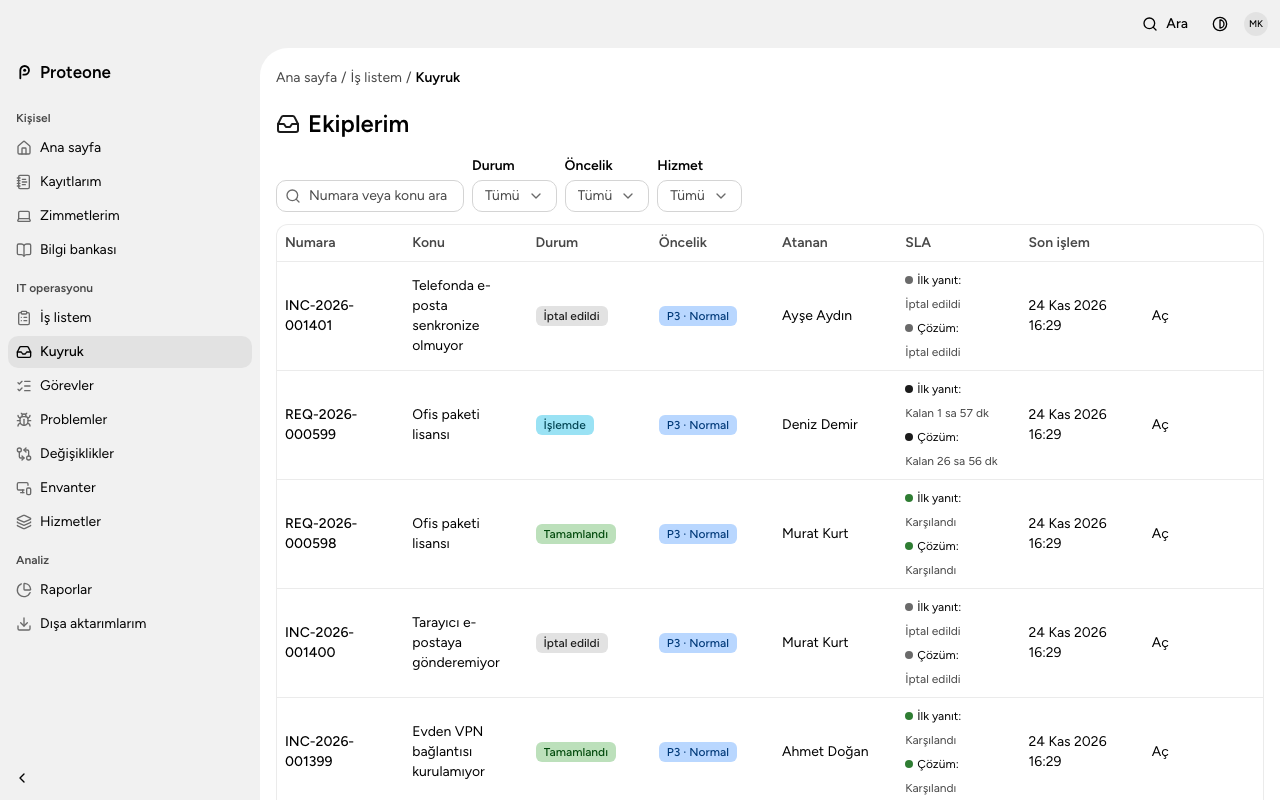 Ara
MK
Proteone
Kişisel
Ana sayfa
Kayıtlarım
Zimmetlerim
Bilgi bankası
IT operasyonu
İş listem
Kuyruk
Görevler
Problemler
Değişiklikler
Envanter
Hizmetler
Analiz
Raporlar
Dışa aktarımlarım
Ana sayfa / İş listem / Kuyruk
Ekiplerim
Numara veya konu ara
Durum
Tümü
Öncelik
Tümü
Hizmet
Tümü
Numara Konu Durum Öncelik Atanan SLA Son işlem
INC-2026-
001401
Telefonda e-
posta
senkronize
olmuyor
İptal edildi
P3 · Normal
Ayşe Aydın
İlk yanıt:
İptal edildi
Çözüm:
İptal edildi
24 Kas 2026
16:29
Aç
REQ-2026-
000599
Ofis paketi
lisansı
İşlemde
P3 · Normal
Deniz Demir
İlk yanıt:
Kalan 1 sa 57 dk
Çözüm:
Kalan 26 sa 56 dk
24 Kas 2026
16:29
Aç
REQ-2026-
000598
Ofis paketi
lisansı
Tamamlandı
P3 · Normal
Murat Kurt
İlk yanıt:
Karşılandı
Çözüm:
Karşılandı
24 Kas 2026
16:29
Aç
INC-2026-
001400
Tarayıcı e-
postaya
gönderemiyor
İptal edildi
P3 · Normal
Murat Kurt
İlk yanıt:
İptal edildi
Çözüm:
İptal edildi
24 Kas 2026
16:29
Aç
INC-2026-
001399
Evden VPN
bağlantısı
kurulamıyor
Tamamlandı
P3 · Normal
Ahmet Doğan
İlk yanıt:
Karşılandı
Çözüm:
Karşılandı
24 Kas 2026
16:29
Aç